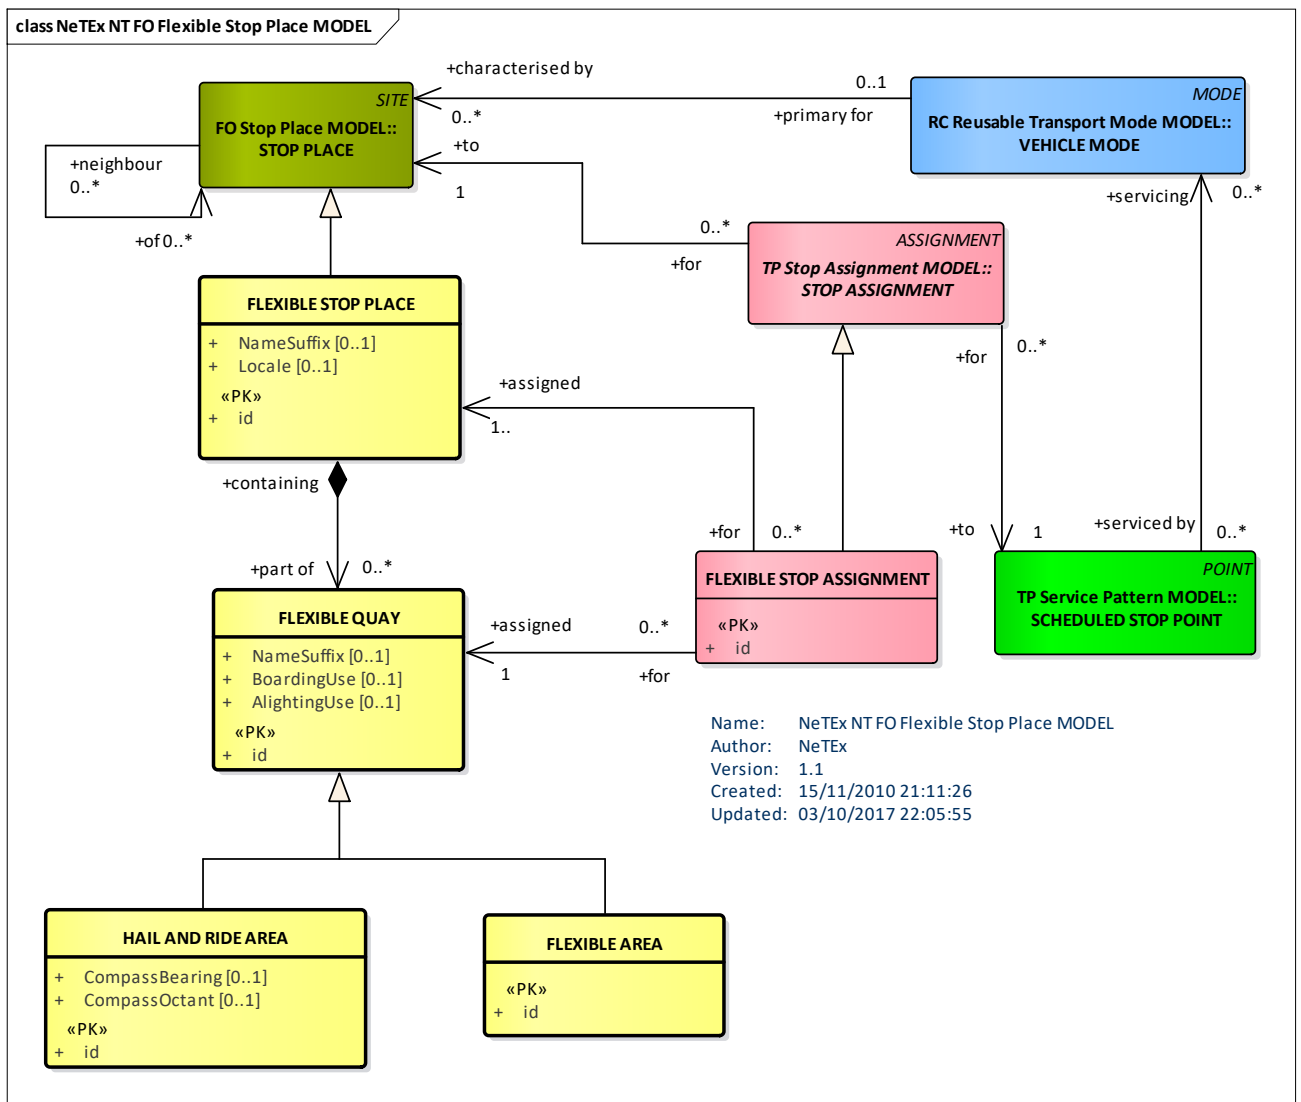 class NeTEx NT FO Flexible Stop Place MODEL
SITE
FO Stop Place MODEL::
STOP PLACE
+characterised by
0..*
0..1
+primary for
MODE
RC Reusable Transport Mode MODEL::
VEHICLE MODE
+neighbour
0..*
+of 0..*
+to
1
0..*
+for
+servicing
0..*
ASSIGNMENT
TP Stop Assignment MODEL::
STOP ASSIGNMENT
FLEXIBLE STOP PLACE
+ NameSuffix [0..1]
+ Locale [0..1]
«PK»
+ id
+for
0..*
+assigned
1..
+containing
+part of
0..*
+for
0..*
+to
1
+serviced by
0..*
FLEXIBLE STOP ASSIGNMENT
«PK»
+ id
POINT
TP Service Pattern MODEL::
SCHEDULED STOP POINT
FLEXIBLE QUAY
+ NameSuffix [0..1]
+ BoardingUse [0..1]
+ AlightingUse [0..1]
«PK»
+ id
+assigned
1
0..*
+for
Name: NeTEx NT FO Flexible Stop Place MODEL
Author: NeTEx
Version: 1.1
Created: 15/11/2010 21:11:26
Updated: 03/10/2017 22:05:55
HAIL AND RIDE AREA
+ CompassBearing [0..1]
+ CompassOctant [0..1]
«PK»
+ id
FLEXIBLE AREA
«PK»
+ id